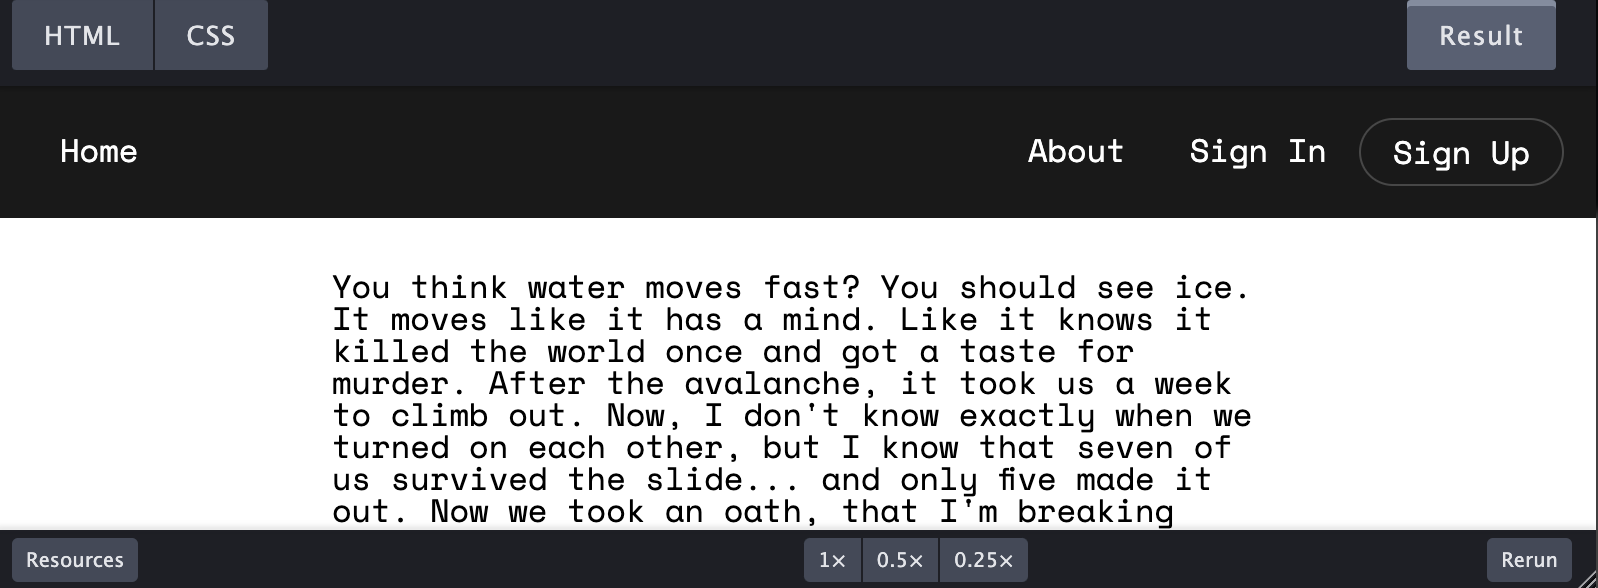 HTML CSS Result
Home About Sign In Sign Up
You think water moves fast? You should see ice.
It moves like it has a mind. Like it knows it
killed the world once and got a taste for
murder. After the avalanche, it took us a week
to climb out. Now, I don't know exactly when we
turned on each other, but I know that seven of
us survived the slide... and only five made it
out. Now we took an oath, that I'm breaking
Resources 1× 0.5× 0.25× Rerun